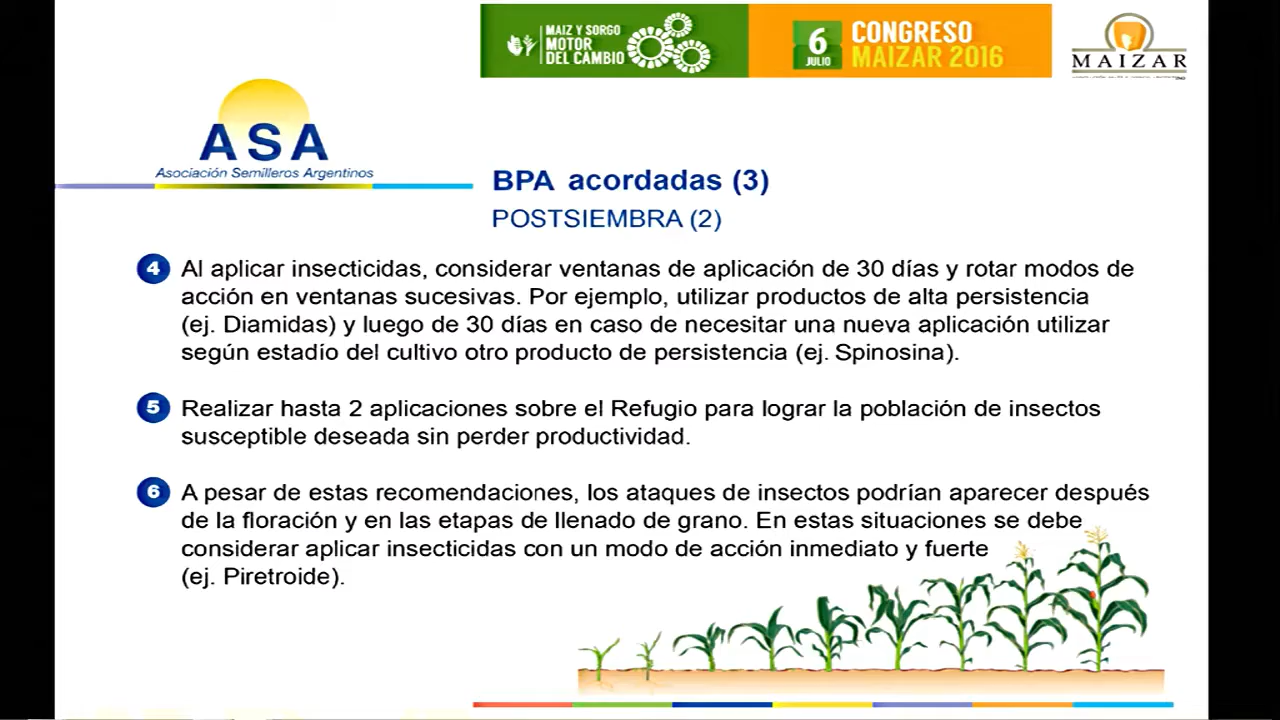 MAIZ Y SORGO
MOTOR
DEL CAMBIO
6
JULIO
CONGRESO
MAIZAR 2016
MAIZAR
ASA
Asociación Semilleros Argentinos
BPA acordadas (3)
POSTSIEMBRA (2)
4 Al aplicar insecticidas, considerar ventanas de aplicación de 30 días y rotar modos de
acción en ventanas sucesivas. Por ejemplo, utilizar productos de alta persistencia
(ej. Diamidas) y luego de 30 días en caso de necesitar una nueva aplicación utilizar
según estadío del cultivo otro producto de persistencia (ej. Spinosina).
5 Realizar hasta 2 aplicaciones sobre el Refugio para lograr la población de insectos
susceptible deseada sin perder productividad.
6 A pesar de estas recomendaciones, los ataques de insectos podrían aparecer después
de la floración y en las etapas de llenado de grano. En estas situaciones se debe
considerar aplicar insecticidas con un modo de acción inmediato y fuerte
(ej. Piretroide).